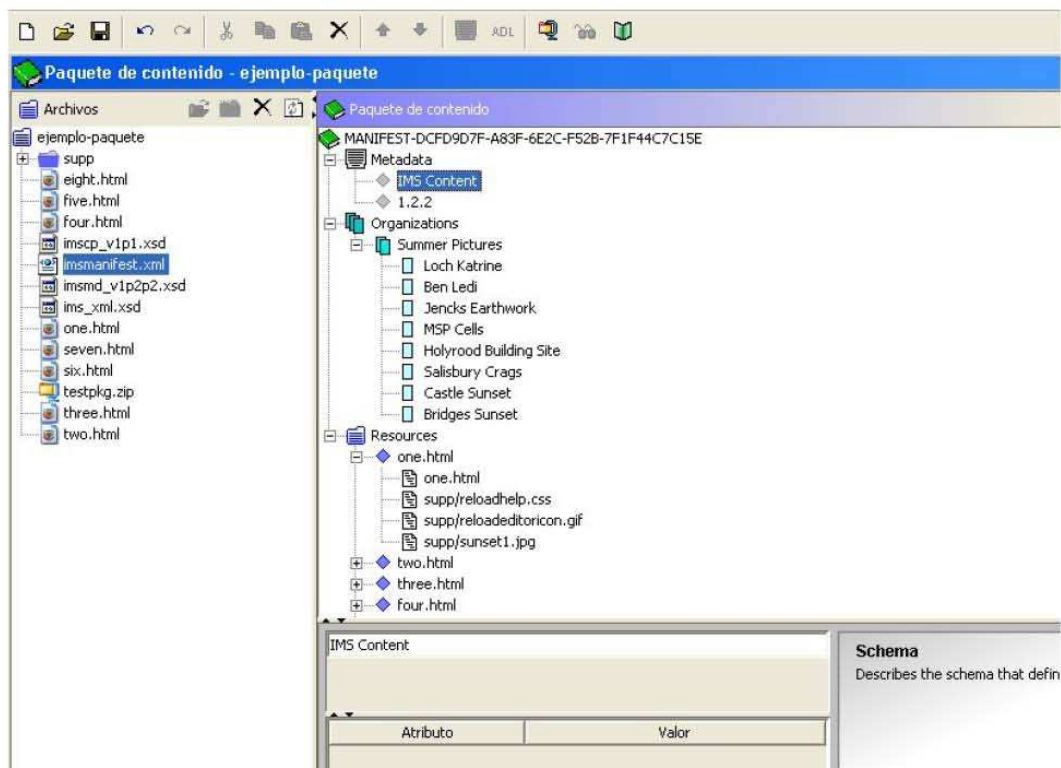 ADL
Paquete de contenido - ejemplo-paquete
Archivos
ejemplo-paquete
supp
eight.html
five.html
four.html
imscp_v1p1.xsd
imsmanifest.xml
imsmd_v1p2p2.xsd
ims_xml.xsd
one.html
seven.html
six.html
testpkg.zip
three.html
two.html
Paquete de contenido
MANIFEST-DCFD9D7F-A83F-6E2C-F52B-7F1F44C7C15E
Metadata
IMS Content
1.2.2
Organizations
Summer Pictures
Loch Katrine
Ben Ledi
Jencks Earthwork
MSP Cells
Holyrood Building Site
Salisbury Crags
Castle Sunset
Bridges Sunset
Resources
one.html
one.html
supp/reloadhelp.css
supp/reloadeditoricon.gif
supp/sunset1.jpg
two.html
three.html
four.html
IMS Content
Atributo Valor
Schema
Describes the schema that defin